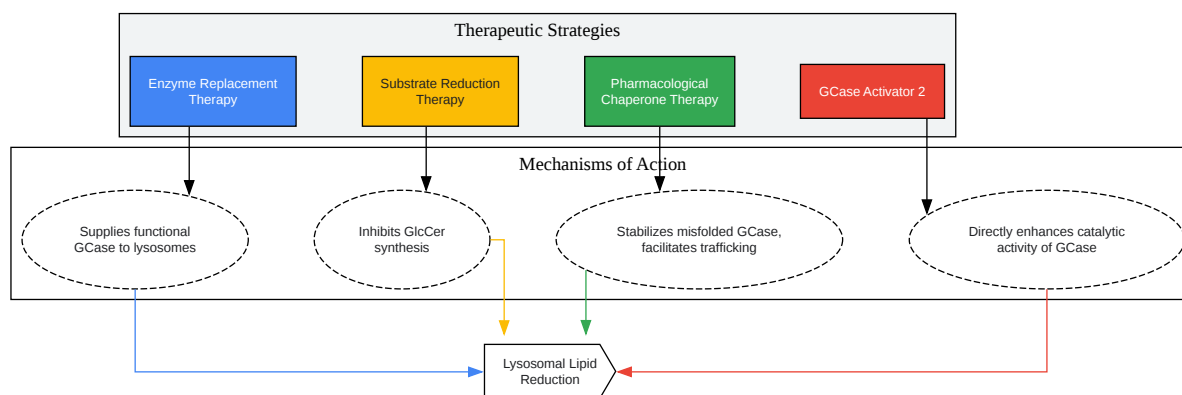 Therapeutic Strategies
Enzyme Replacement
Therapy
Substrate Reduction
Therapy
Pharmacological
Chaperone Therapy
GCase Activator 2
Mechanisms of Action
Supplies functional
GCase to lysosomes
Inhibits GlcCer
synthesis
Stabilizes misfolded GCase,
facilitates trafficking
Directly enhances catalytic
activity of GCase
Lysosomal Lipid
Reduction